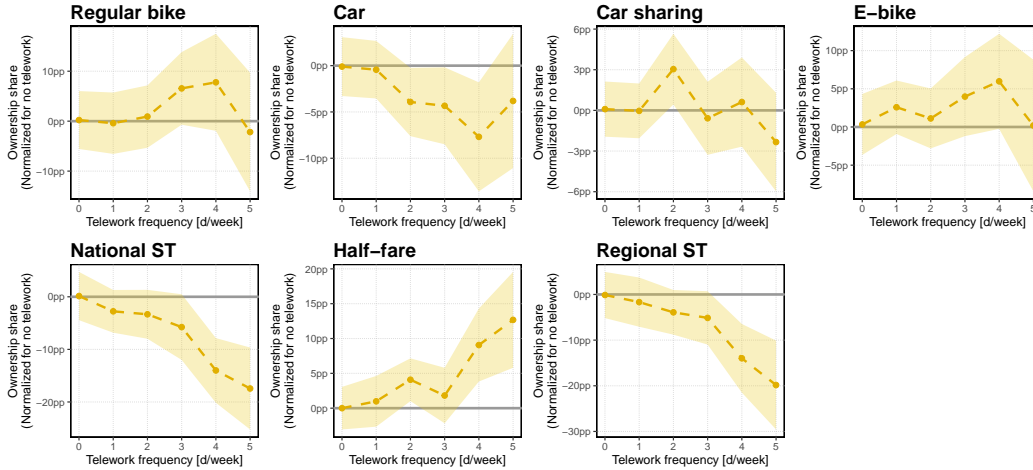 Regular bike
Ownership share
(Normalized for no telework)
10pp
0pp
−10pp
0 1 2 3 4 5
Telework frequency [d/week]
Car
Ownership share
(Normalized for no telework)
0pp
−5pp
−10pp
0 1 2 3 4 5
Telework frequency [d/week]
Car sharing
Ownership share
(Normalized for no telework)
6pp
3pp
0pp
−3pp
−6pp
0 1 2 3 4 5
Telework frequency [d/week]
E−bike
Ownership share
(Normalized for no telework)
10pp
5pp
0pp
−5pp
0 1 2 3 4 5
Telework frequency [d/week]
National ST
Ownership share
(Normalized for no telework)
0pp
−10pp
−20pp
0 1 2 3 4 5
Telework frequency [d/week]
Half−fare
Ownership share
(Normalized for no telework)
20pp
15pp
10pp
5pp
0pp
0 1 2 3 4 5
Telework frequency [d/week]
Regional ST
Ownership share
(Normalized for no telework)
0pp
−10pp
−20pp
−30pp
0 1 2 3 4 5
Telework frequency [d/week]